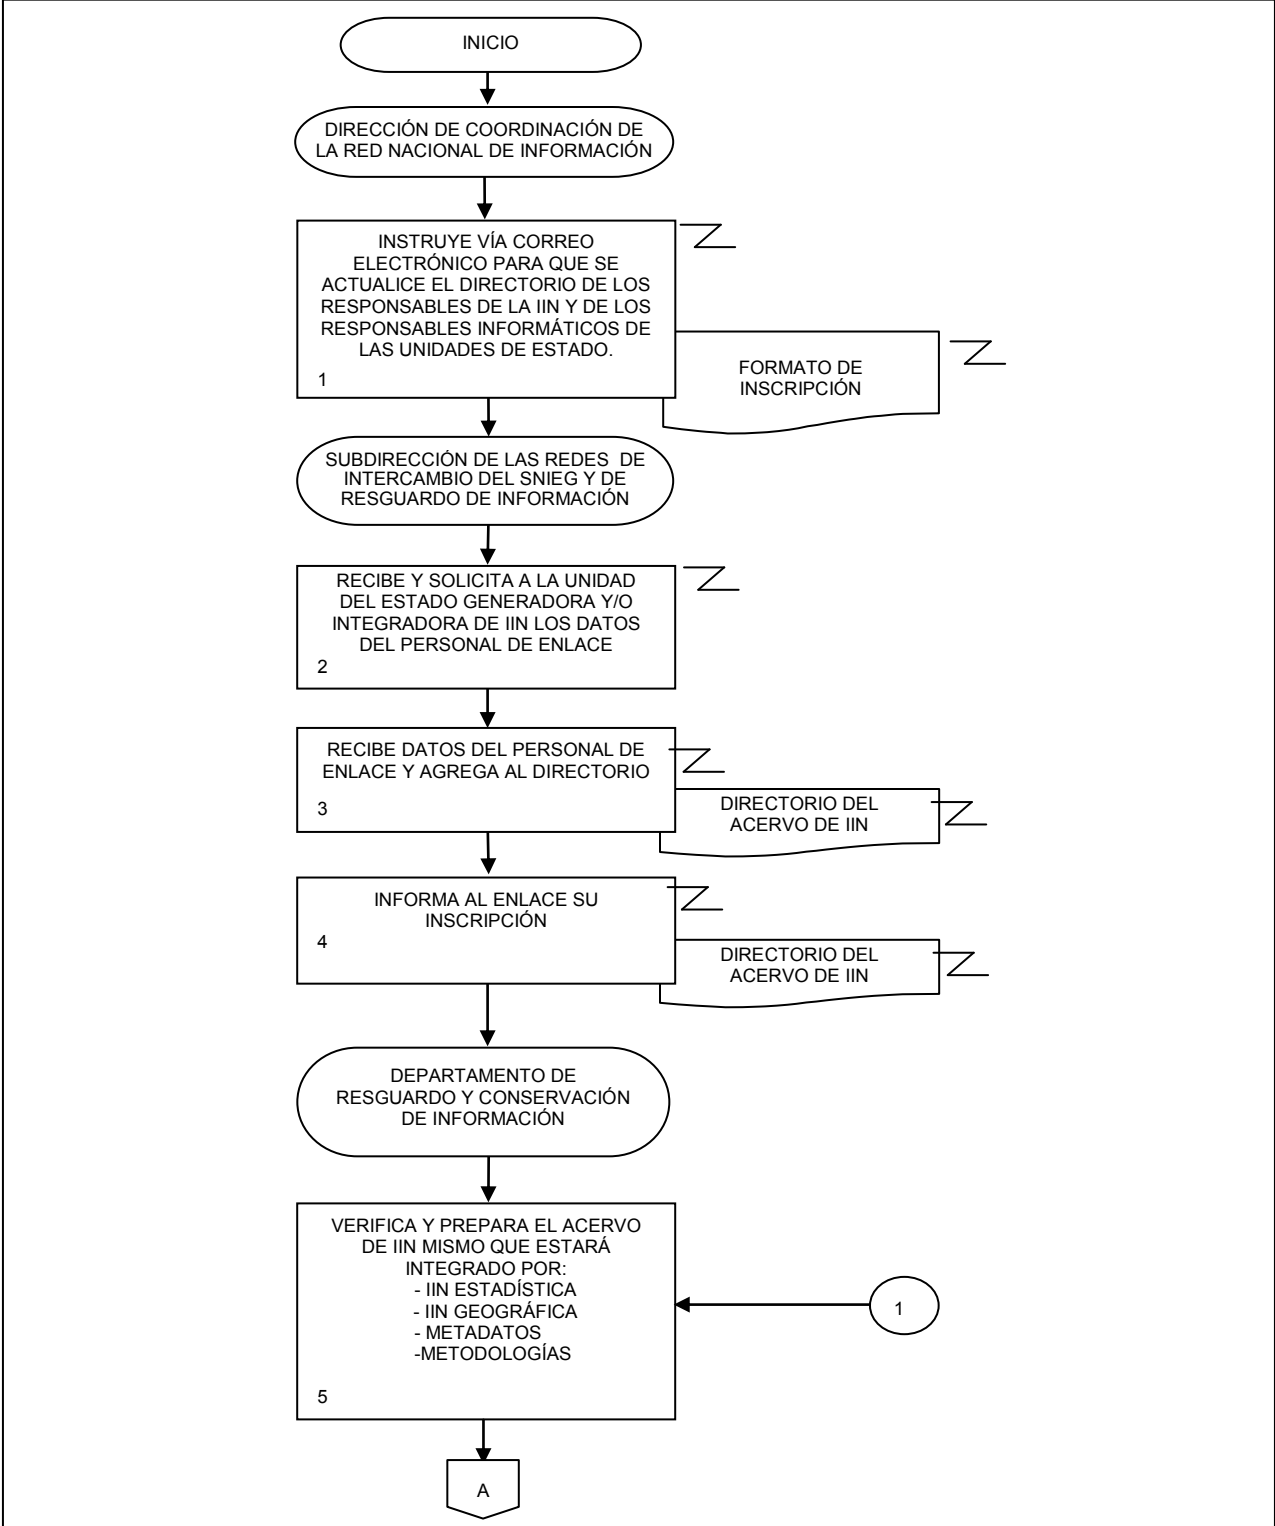 INICIO
DIRECCIÓN DE COORDINACIÓN DE
LA RED NACIONAL DE INFORMACIÓN
INSTRUYE VÍA CORREO
ELECTRÓNICO PARA QUE SE
ACTUALICE EL DIRECTORIO DE LOS
RESPONSABLES DE LA IIN Y DE LOS
RESPONSABLES INFORMÁTICOS DE
LAS UNIDADES DE ESTADO.
1
FORMATO DE
INSCRIPCIÓN
SUBDIRECCIÓN DE LAS REDES DE
INTERCAMBIO DEL SNIEG Y DE
RESGUARDO DE INFORMACIÓN
RECIBE Y SOLICITA A LA UNIDAD
DEL ESTADO GENERADORA Y/O
INTEGRADORA DE IIN LOS DATOS
DEL PERSONAL DE ENLACE
2
RECIBE DATOS DEL PERSONAL DE
ENLACE Y AGREGA AL DIRECTORIO
3
DIRECTORIO DEL
ACERVO DE IIN
INFORMA AL ENLACE SU
INSCRIPCIÓN
4
DIRECTORIO DEL
ACERVO DE IIN
DEPARTAMENTO DE
RESGUARDO Y CONSERVACIÓN
DE INFORMACIÓN
VERIFICA Y PREPARA EL ACERVO
DE IIN MISMO QUE ESTARÁ
INTEGRADO POR:
- IIN ESTADÍSTICA
- IIN GEOGRÁFICA
- METADATOS
-METODOLOGÍAS
5
1
A